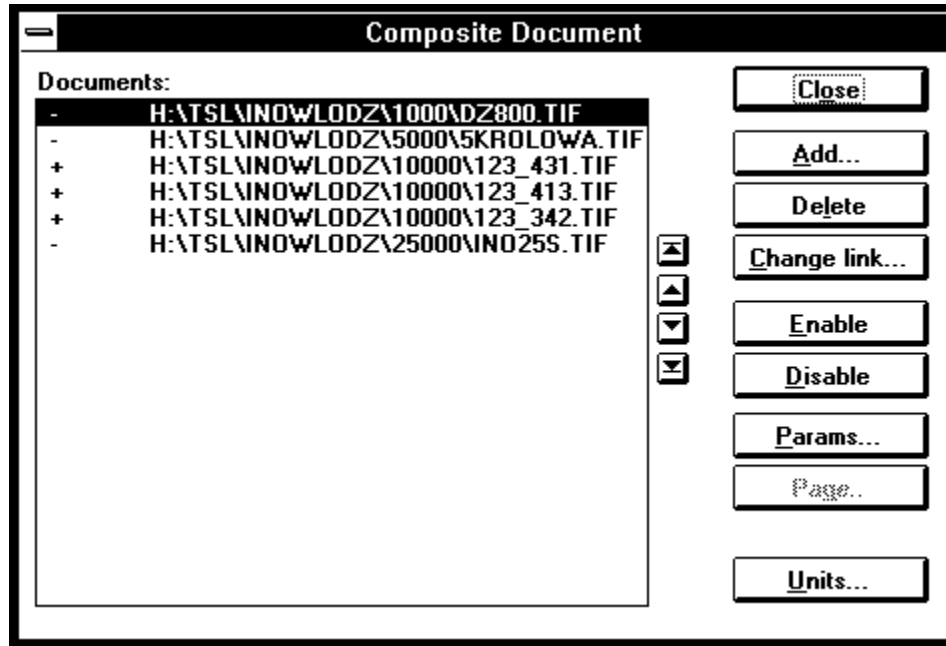 Composite Document
Documents:
- H:\TSL\INOWLODZ\1000\DZ800.TIF
- H:\TSL\INOWLODZ\5000\5KROLOWA.TIF
+ H:\TSL\INOWLODZ\10000\123_431.TIF
+ H:\TSL\INOWLODZ\10000\123_413.TIF
+ H:\TSL\INOWLODZ\10000\123_342.TIF
- H:\TSL\INOWLODZ\25000\INO25S.TIF
Close
Add...
Delete
Change link...
Enable
Disable
Params...
Page..
Units...